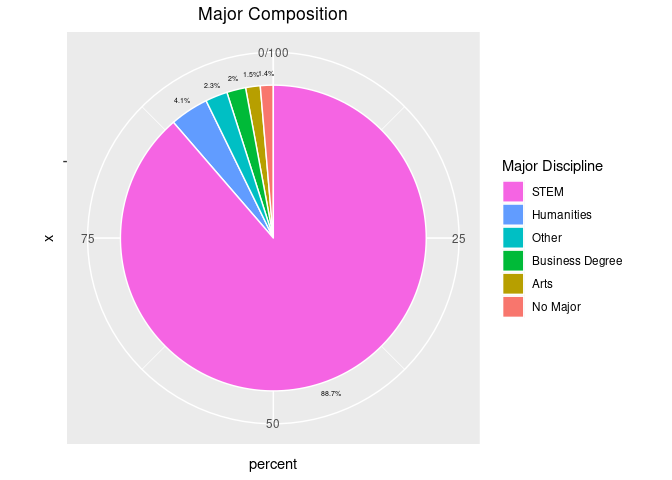 Major Composition
0/100
4.1%
2.3%
2%
1.5%
1.4%
75
25
x
88.7%
50
percent
Major Discipline
STEM
Humanities
Other
Business Degree
Arts
No Major